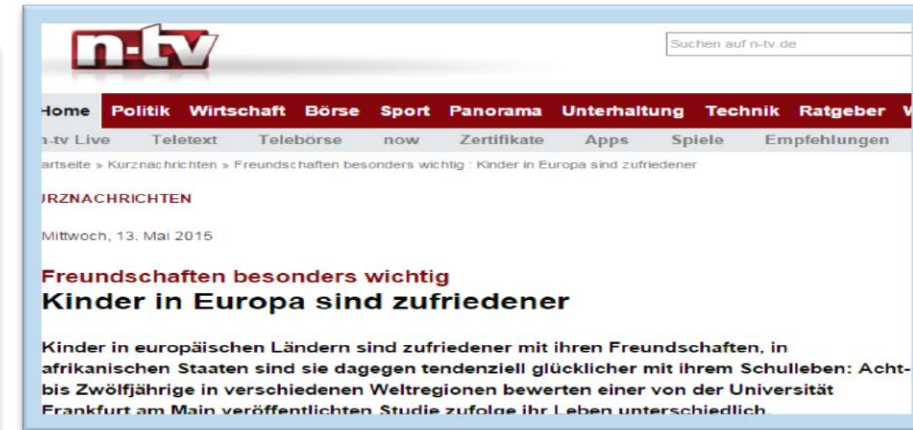 n-tv
Suchen auf n-tv.de
Home Politik Wirtschaft Börse Sport Panorama Unterhaltung Technik Ratgeber
n-tv Live Teletext Telebörse now Zertifikate Apps Spiele Empfehlungen
artseite » Kurznachrichten » Freundschaften besonders wichtig : Kinder in Europa sind zufriedener
URZNACHRICHTEN
Mittwoch, 13. Mai 2015
Freundschaften besonders wichtig
Kinder in Europa sind zufriedener
Kinder in europäischen Ländern sind zufriedener mit ihren Freundschaften, in
afrikanischen Staaten sind sie dagegen tendenziell glücklicher mit ihrem Schulleben: Acht-
bis Zwölfjährige in verschiedenen Weltregionen bewerten einer von der Universität
Frankfurt am Main veröffentlichten Studie zufolge ihr Leben unterschiedlich.